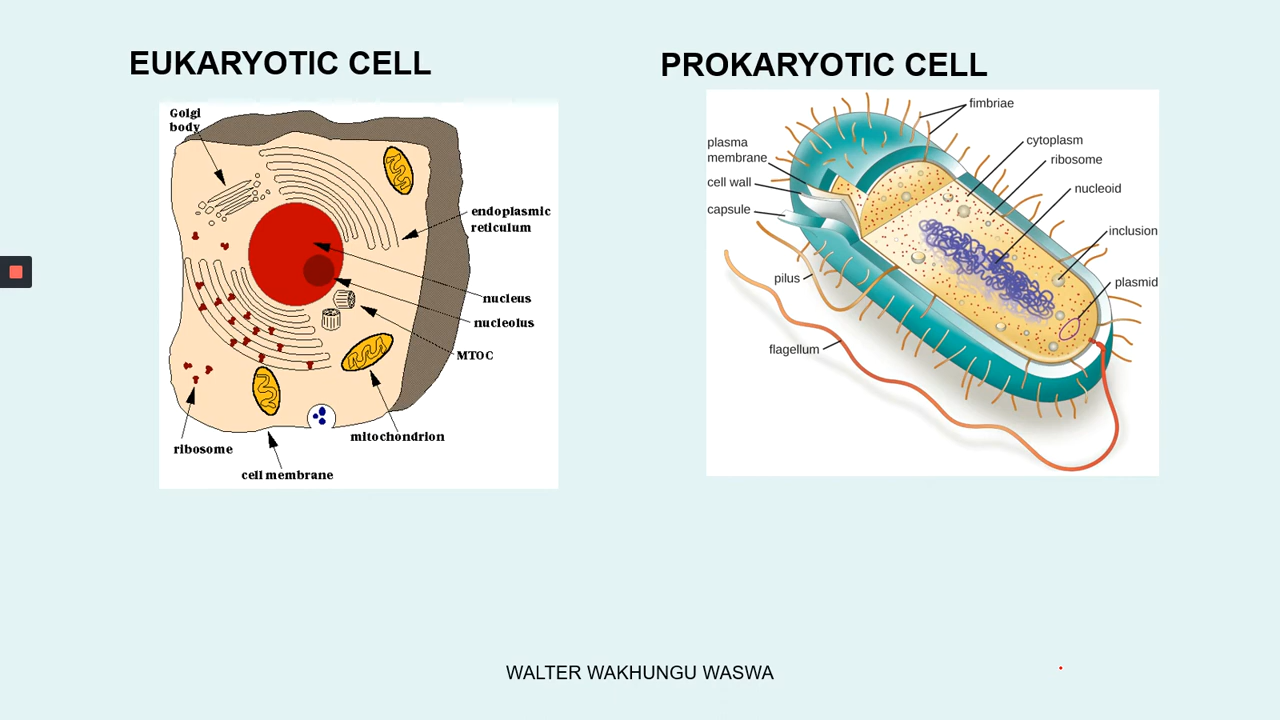 EUKARYOTIC CELL
Golgi
body
endoplasmic
reticulum
nucleus
nucleolus
MTOC
mitochondrion
ribosome
cell membrane
PROKARYOTIC CELL
fimbriae
cytoplasm
ribosome
nucleoid
inclusion
plasmid
plasma
membrane
cell wall
capsule
pilus
flagellum
WALTER WAKHUNGU WASWA